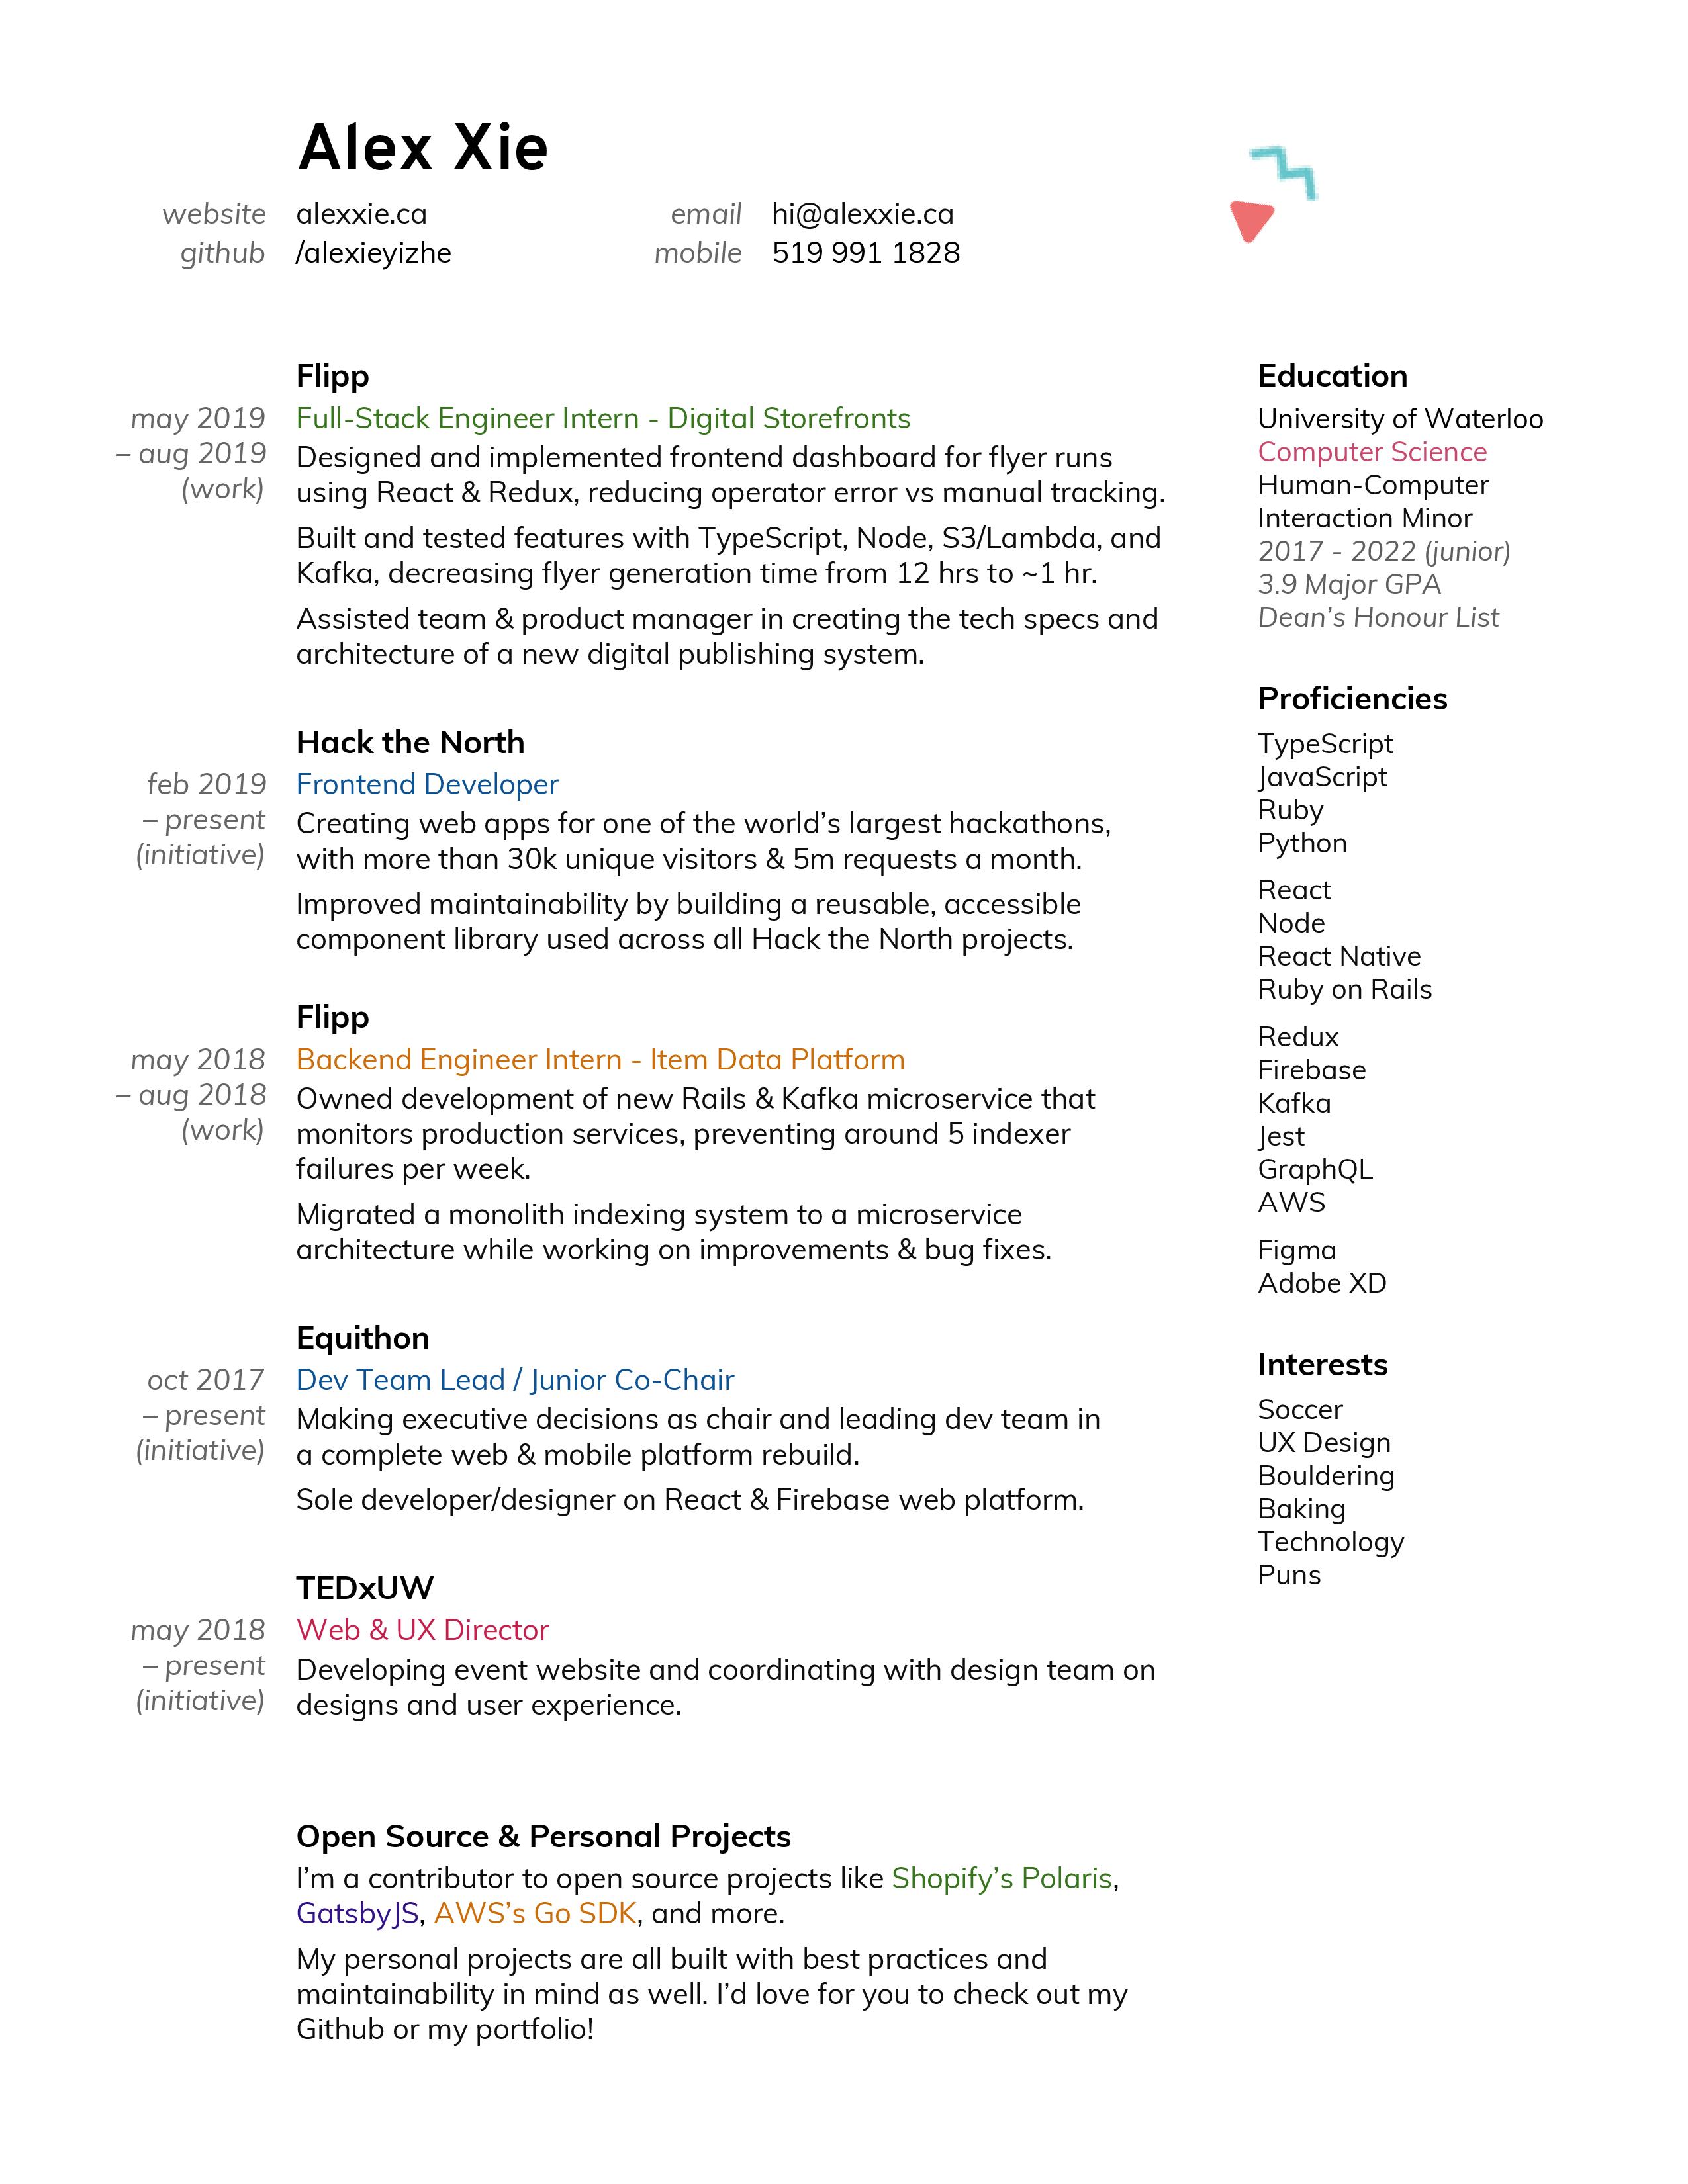 Alex Xie
website alexxie.ca email hi@alexxie.ca
github /alexieyizhe mobile 519 991 1828
Flipp
may 2019 Full-Stack Engineer Intern - Digital Storefronts
– aug 2019 Designed and implemented frontend dashboard for flyer runs
(work) using React & Redux, reducing operator error vs manual tracking.
Built and tested features with TypeScript, Node, S3/Lambda, and
Kafka, decreasing flyer generation time from 12 hrs to ~1 hr.
Assisted team & product manager in creating the tech specs and
architecture of a new digital publishing system.
Hack the North
feb 2019 Frontend Developer
– present Creating web apps for one of the world’s largest hackathons,
(initiative) with more than 30k unique visitors & 5m requests a month.
Improved maintainability by building a reusable, accessible
component library used across all Hack the North projects.
Flipp
may 2018 Backend Engineer Intern - Item Data Platform
– aug 2018 Owned development of new Rails & Kafka microservice that
(work) monitors production services, preventing around 5 indexer
failures per week.
Migrated a monolith indexing system to a microservice
architecture while working on improvements & bug fixes.
Equithon
oct 2017 Dev Team Lead / Junior Co-Chair
– present Making executive decisions as chair and leading dev team in
(initiative) a complete web & mobile platform rebuild.
Sole developer/designer on React & Firebase web platform.
TEDxUW
may 2018 Web & UX Director
– present Developing event website and coordinating with design team on
(initiative) designs and user experience.
Open Source & Personal Projects
I’m a contributor to open source projects like Shopify’s Polaris,
GatsbyJS, AWS’s Go SDK, and more.
My personal projects are all built with best practices and
maintainability in mind as well. I’d love for you to check out my
Github or my portfolio!
Education
University of Waterloo
Computer Science
Human-Computer
Interaction Minor
2017 - 2022 (junior)
3.9 Major GPA
Dean’s Honour List
Proficiencies
TypeScript
JavaScript
Ruby
Python
React
Node
React Native
Ruby on Rails
Redux
Firebase
Kafka
Jest
GraphQL
AWS
Figma
Adobe XD
Interests
Soccer
UX Design
Bouldering
Baking
Technology
Puns